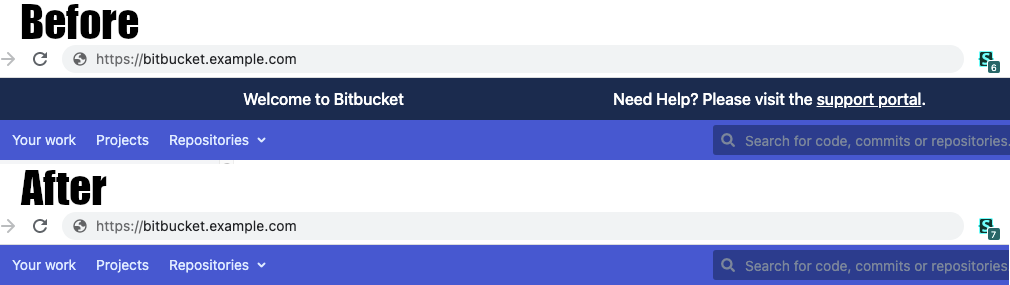 Before
https://bitbucket.example.com
S 6
Welcome to Bitbucket Need Help? Please visit the support portal.
Your work Projects Repositories Search for code, commits or repositories.
After
https://bitbucket.example.com
S 7
Your work Projects Repositories Search for code, commits or repositories.